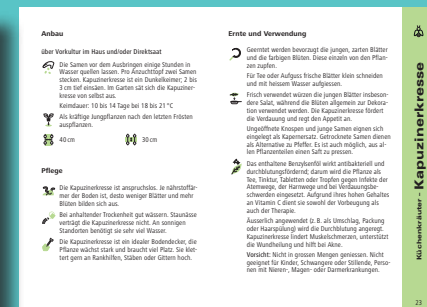 Anbau
über Vorkultur im Haus und/oder Direktsaat
Die Samen vor dem Ausbringen einige Stunden in
Wasser quellen lassen. Pro Anzuchttopf zwei Samen
stecken. Kapuzinerkresse ist ein Dunkelkeimer; 2 bis
3 cm tief einsäen. Im Garten sät sich die Kapuziner-
kresse von selbst aus.
Keimdauer: 10 bis 14 Tage bei 18 bis 21 °C
Als kräftige Jungpflanzen nach den letzten Frösten
auspflanzen.
40 cm
30 cm
Pflege
Die Kapuzinerkresse ist anspruchslos. Je nährstoffär-
mer der Boden ist, desto weniger Blätter und mehr
Blüten bilden sich aus.
Bei anhaltender Trockenheit gut wässern. Staunässe
verträgt die Kapuzinerkresse nicht. An sonnigen
Standorten benötigt sie sehr viel Wasser.
Die Kapuzinerkresse ist ein idealer Bodendecker, die
Pflanze wächst stark und braucht viel Platz. Sie klet-
tert gern an Rankhilfen, Stäben oder Gittern hoch.
Ernte und Verwendung
Geerntet werden bevorzugt die jungen, zarten Blätter
und die farbigen Blüten. Diese einzeln von den Pflan-
zen zupfen.
Für Tee oder Aufguss frische Blätter klein schneiden
und mit heissem Wasser aufgiessen.
Frisch verwendet würzen die jungen Blätter insbeson-
dere Salat, während die Blüten allgemein zur Dekora-
tion verwendet werden. Die Kapuzinerkresse fördert
die Verdauung und regt den Appetit an.
Ungeöffnete Knospen und junge Samen eignen sich
eingelegt als Kapernersatz. Getrocknete Samen dienen
als Alternative zu Pfeffer. Es ist auch möglich, aus al-
len Pflanzenteilen einen Saft zu pressen.
Das enthaltene Benzylsenföl wirkt antibakteriell und
durchblutungsfördernd; darum wird die Pflanze als
Tee, Tinktur, Tabletten oder Tropfen gegen Infekte der
Atemwege, der Harnwege und bei Verdauungsbe-
schwerden eingesetzt. Aufgrund ihres hohen Gehaltes
an Vitamin C dient sie sowohl der Vorbeugung als
auch der Therapie.
Äusserlich angewendet (z. B. als Umschlag, Packung
oder Haarspülung) wird die Durchblutung angeregt.
Kapuzinerkresse lindert Muskelschmerzen, unterstützt
die Wundheilung und hilft bei Akne.
Vorsicht: Nicht in grossen Mengen geniessen. Nicht
geeignet für Kinder, Schwangere oder Stillende, Perso-
nen mit Nieren-, Magen- oder Darmerkrankungen.
Küchenkräuter – Kapuzinerkresse
23